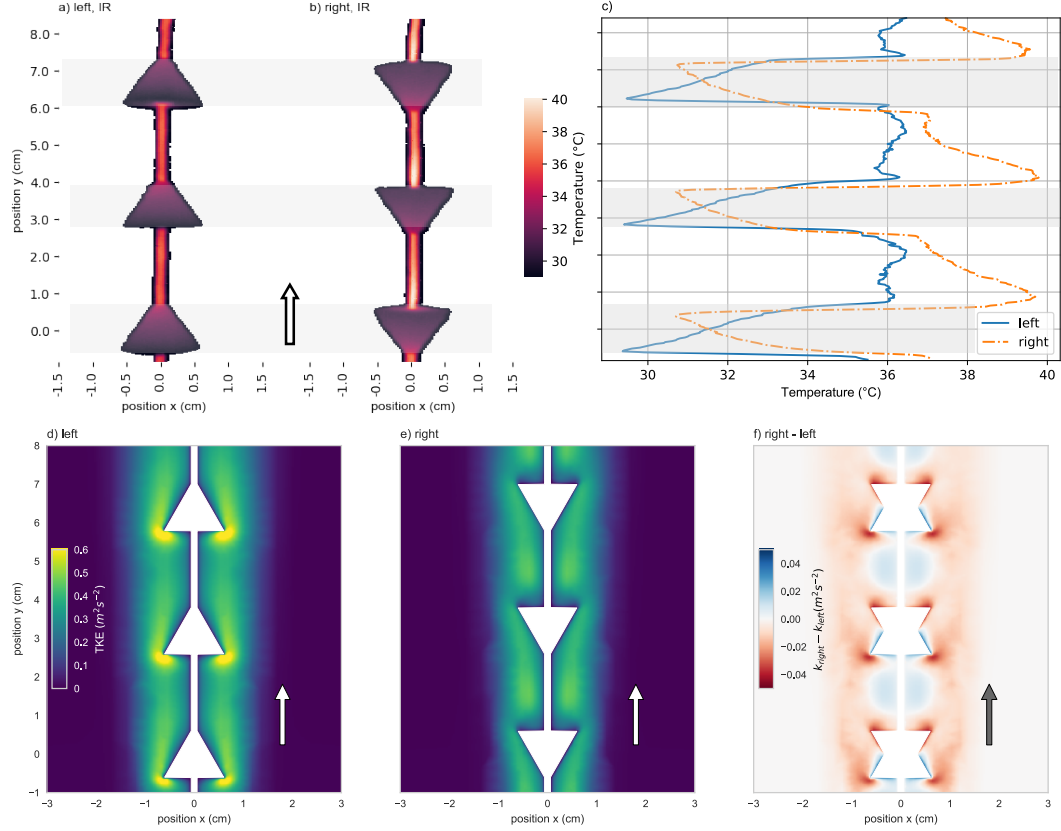 a) left, IR
b) right, IR
c)
8.0
7.0
6.0
5.0
4.0
3.0
2.0
1.0
0.0
position y (cm)
-1.5
-1.0
-0.5
0.0
0.5
1.0
1.5
position x (cm)
-1.5
-1.0
-0.5
0.0
0.5
1.0
1.5
position x (cm)
40
38
36
34
32
30
Temperature (°C)
left
right
30 32 34 36 38 40
Temperature (°C)
d) left
e) right
f) right - left
8
7
6
5
4
3
2
1
0
−1
position y (cm)
0.6
0.5
0.4
0.3
0.2
0.1
0
TKE (m²s⁻²)
−3 −2 −1 0 1 2 3
position x (cm)
−3 −2 −1 0 1 2 3
position x (cm)
0.04
0.02
0.00
−0.02
−0.04
k_right − k_left(m²s⁻²)
−3 −2 −1 0 1 2 3
position x (cm)